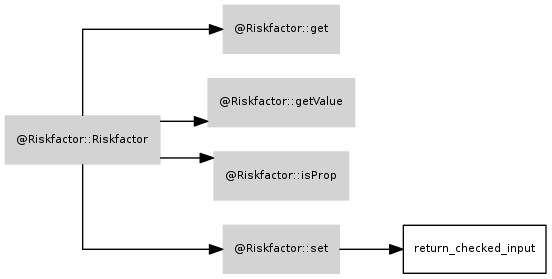 @Riskfactor::get
@Riskfactor::getValue
@Riskfactor::Riskfactor
@Riskfactor::isProp
@Riskfactor::set
return_checked_input